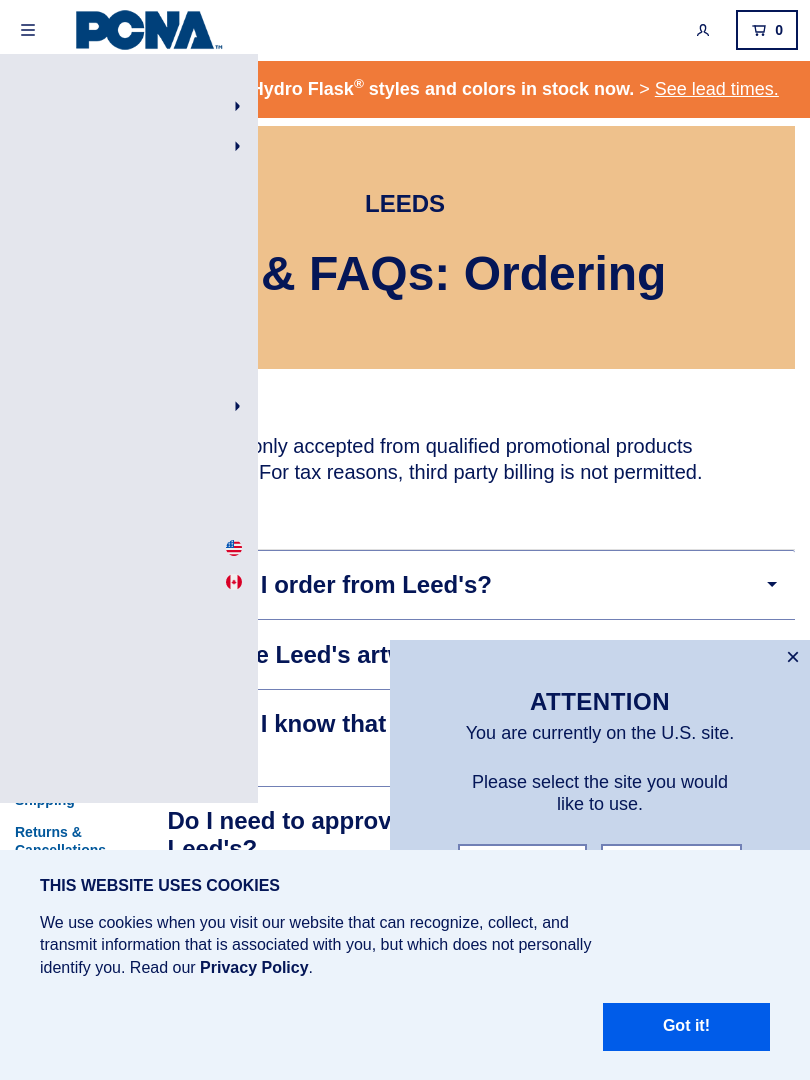 PCNA™
0
Hydro Flask® styles and colors in stock now. > See lead times.
LEEDS
& FAQs: Ordering
only accepted from qualified promotional products
For tax reasons, third party billing is not permitted.
I order from Leed's?
Leed's
I know that
×
ATTENTION
You are currently on the U.S. site.
Please select the site you would
like to use.
Shipping
Returns &
Cancellations
Do I need to approv
Leed's?
THIS WEBSITE USES COOKIES
We use cookies when you visit our website that can recognize, collect, and
transmit information that is associated with you, but which does not personally
identify you. Read our Privacy Policy.
Got it!